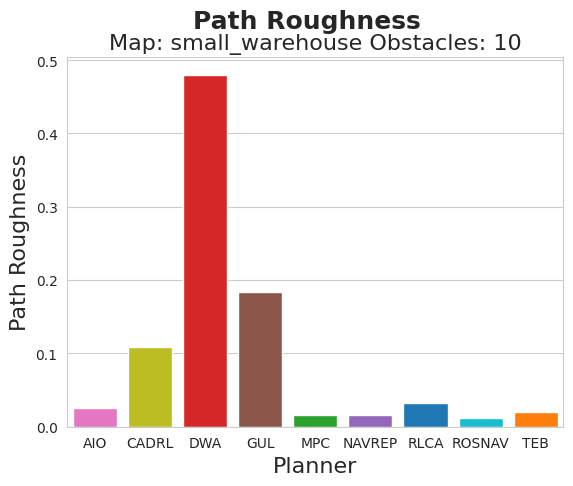 Path Roughness
Map: small_warehouse Obstacles: 10
0.5
0.4
0.3
0.2
0.1
0.0
Path Roughness
AIO CADRL DWA GUL MPC NAVREP RLCA ROSNAV TEB
Planner